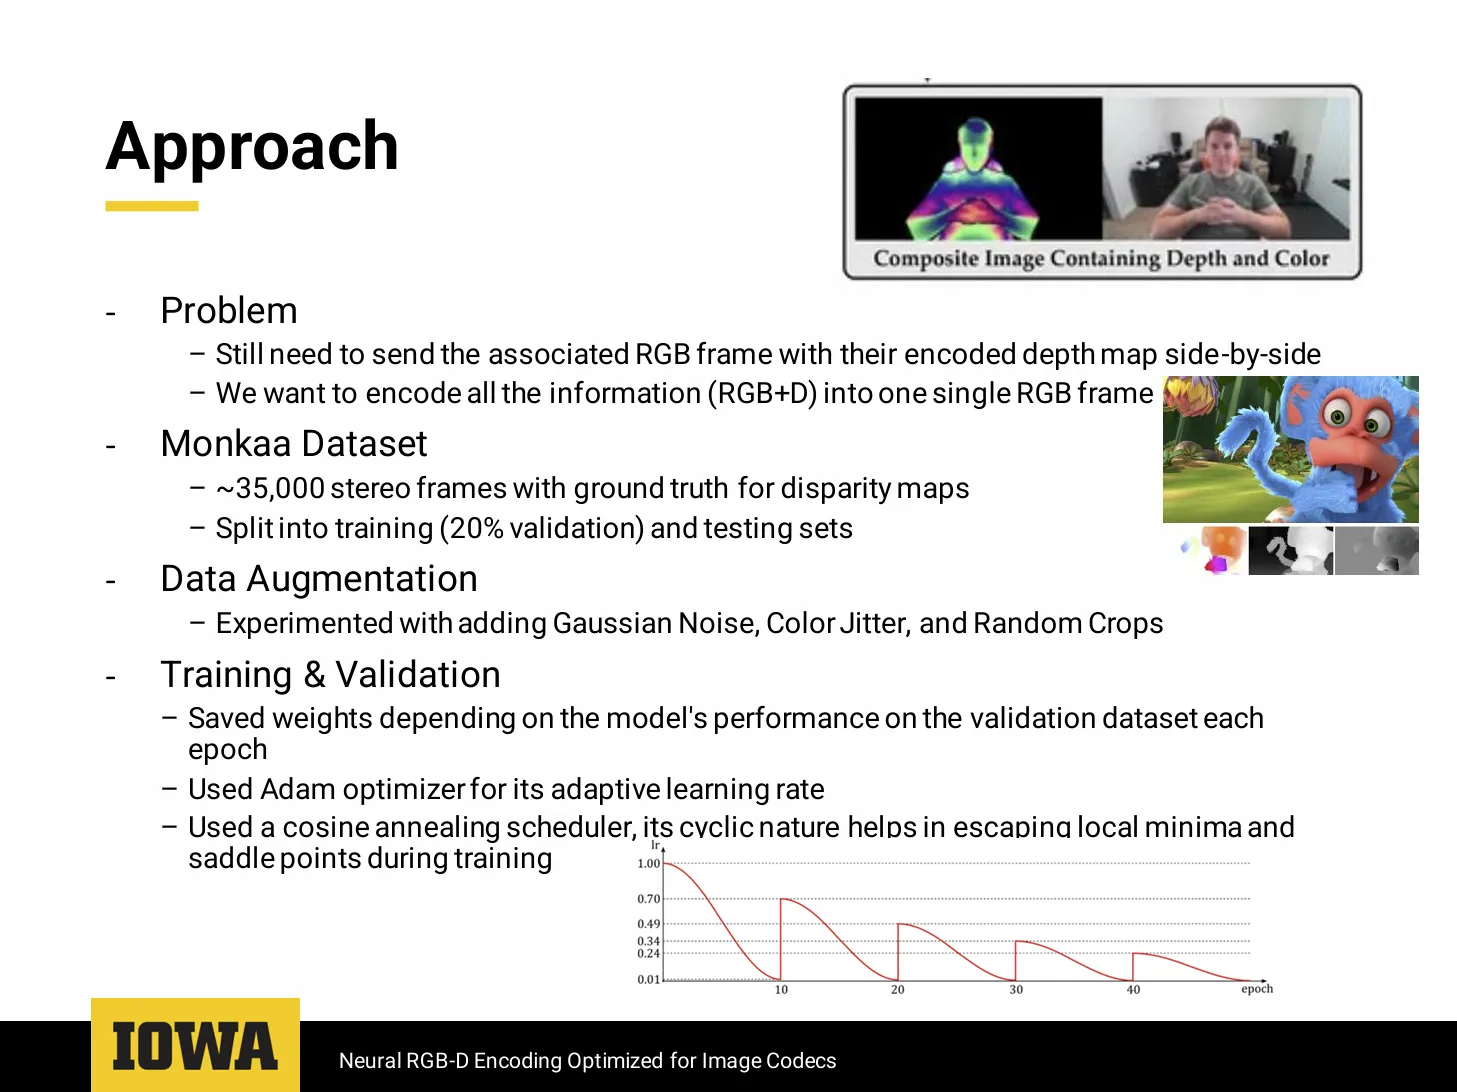 Approach
Composite Image Containing Depth and Color
- Problem
– Still need to send the associated RGB frame with their encoded depth map side-by-side
– We want to encode all the information (RGB+D) into one single RGB frame
- Monkaa Dataset
– ~35,000 stereo frames with ground truth for disparity maps
– Split into training (20% validation) and testing sets
- Data Augmentation
– Experimented with adding Gaussian Noise, Color Jitter, and Random Crops
- Training & Validation
– Saved weights depending on the model's performance on the validation dataset each
epoch
– Used Adam optimizer for its adaptive learning rate
– Used a cosine annealing scheduler, its cyclic nature helps in escaping local minima and
saddle points during training
lr
1.00
0.70
0.49
0.34
0.24
0.01
10 20 30 40 epoch
IOWA
Neural RGB-D Encoding Optimized for Image Codecs